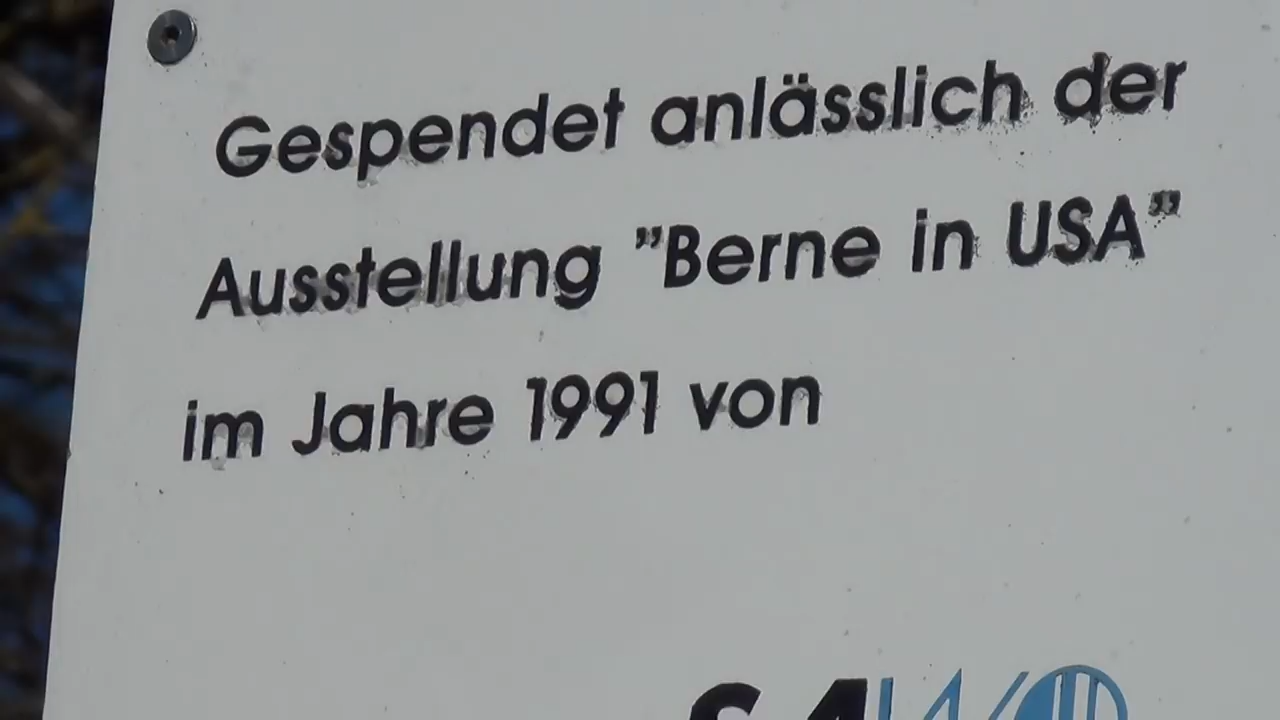 Gespendet anlässlich der
Ausstellung "Berne in USA"
im Jahre 1991 von